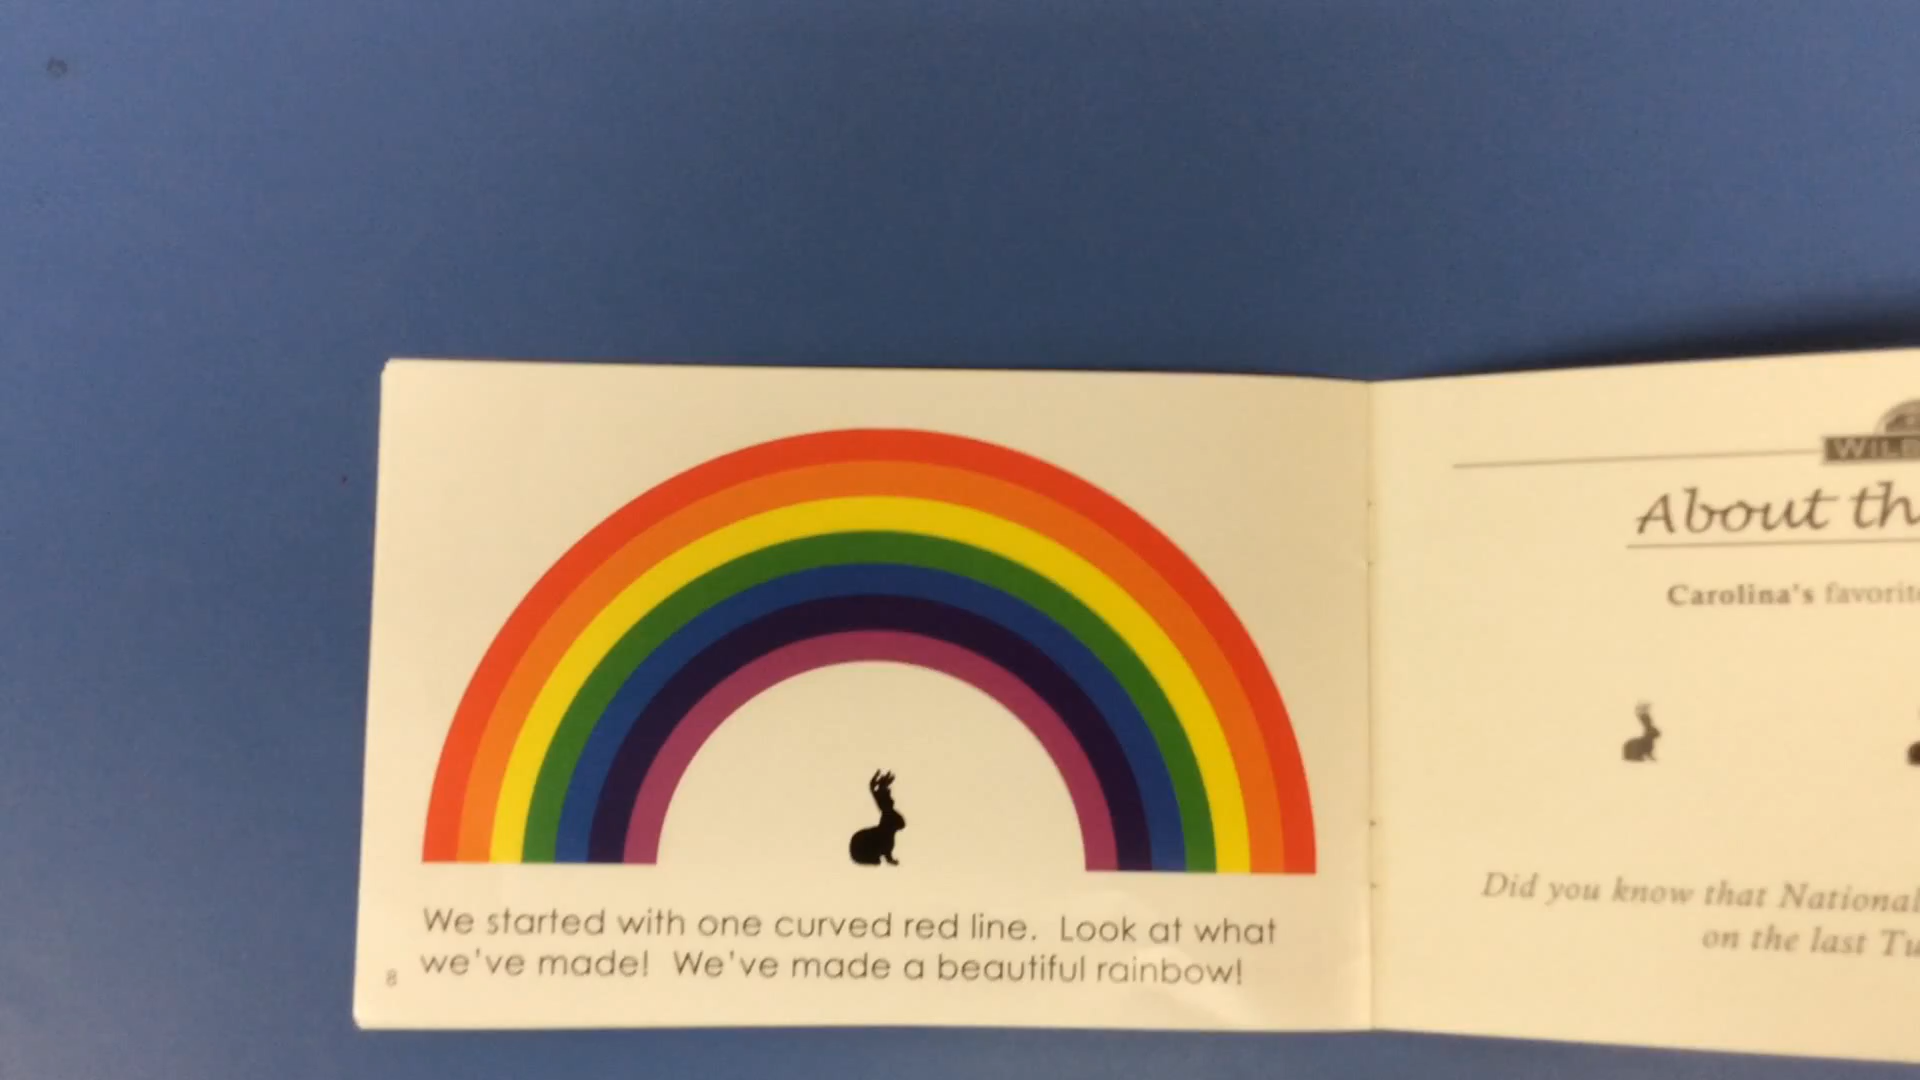 We started with one curved red line. Look at what
we've made! We've made a beautiful rainbow!
8
About
Carolina's
Did you know that National
on the last